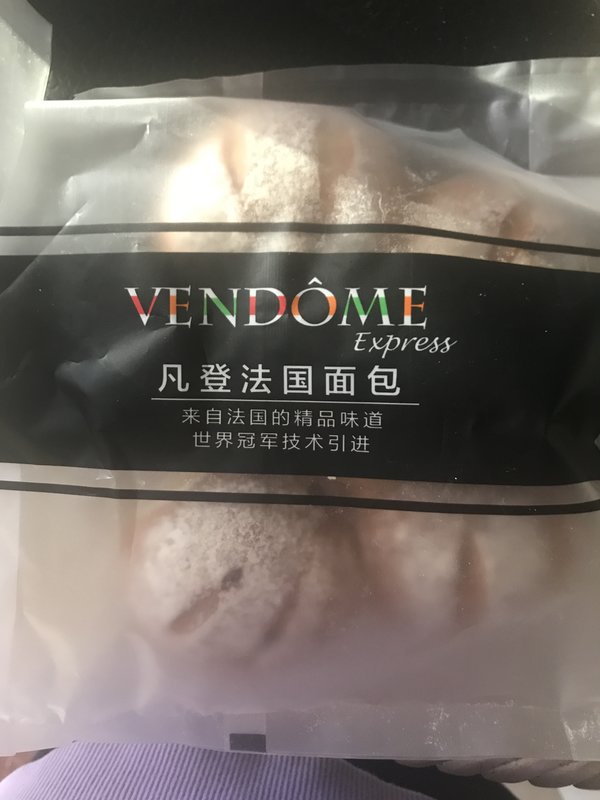 VENDÔME
Express
凡登法国面包
来自法国的精品味道
世界冠军技术引进